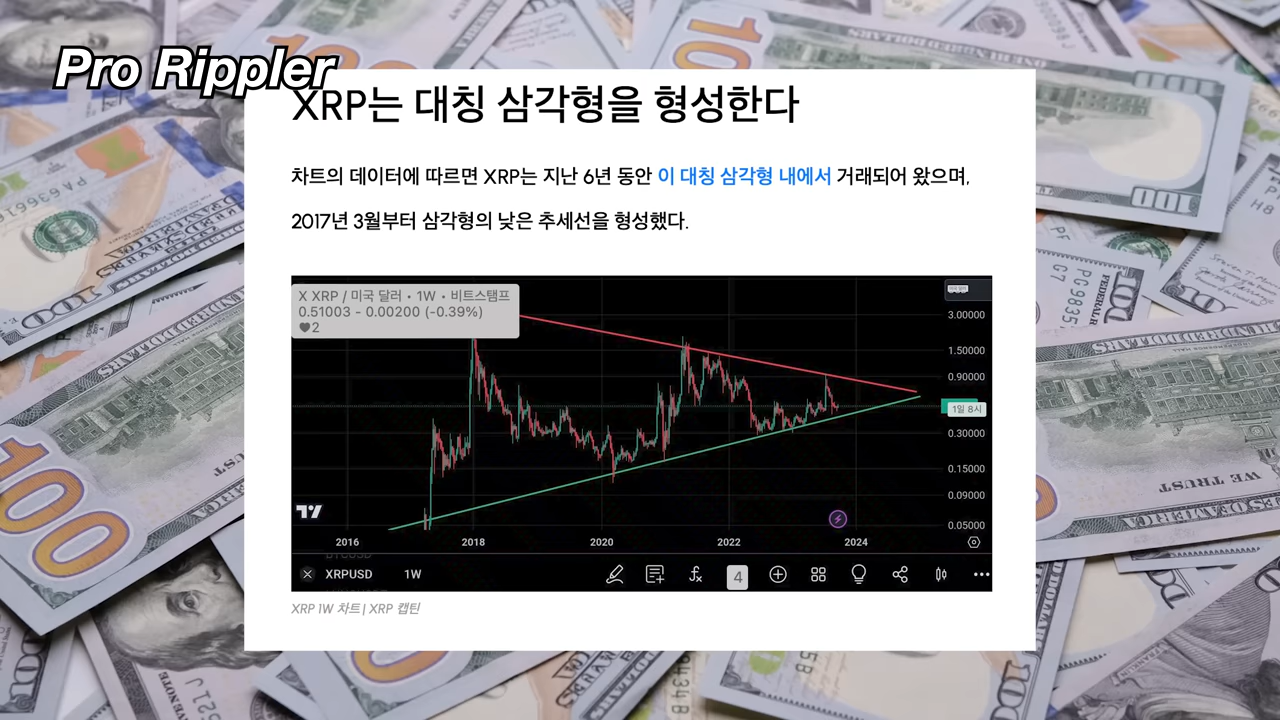 Pro Rippler
XRP는 대칭 삼각형을 형성한다
차트의 데이터에 따르면 XRP는 지난 6년 동안 이 대칭 삼각형 내에서 거래되어 왔으며,
2017년 3월부터 삼각형의 낮은 추세선을 형성했다.
X XRP / 미국 달러 • 1W • 비트스탬프
0.51003 - 0.00200 (-0.39%)
2
3.00000
1.50000
0.90000
1일 8시
0.30000
0.15000
0.09000
0.05000
2016 2018 2020 2022 2024
XRPUSD 1W
4
XRP 1W 차트 | XRP 캡틴
100
100
WE TRUST
TRUST